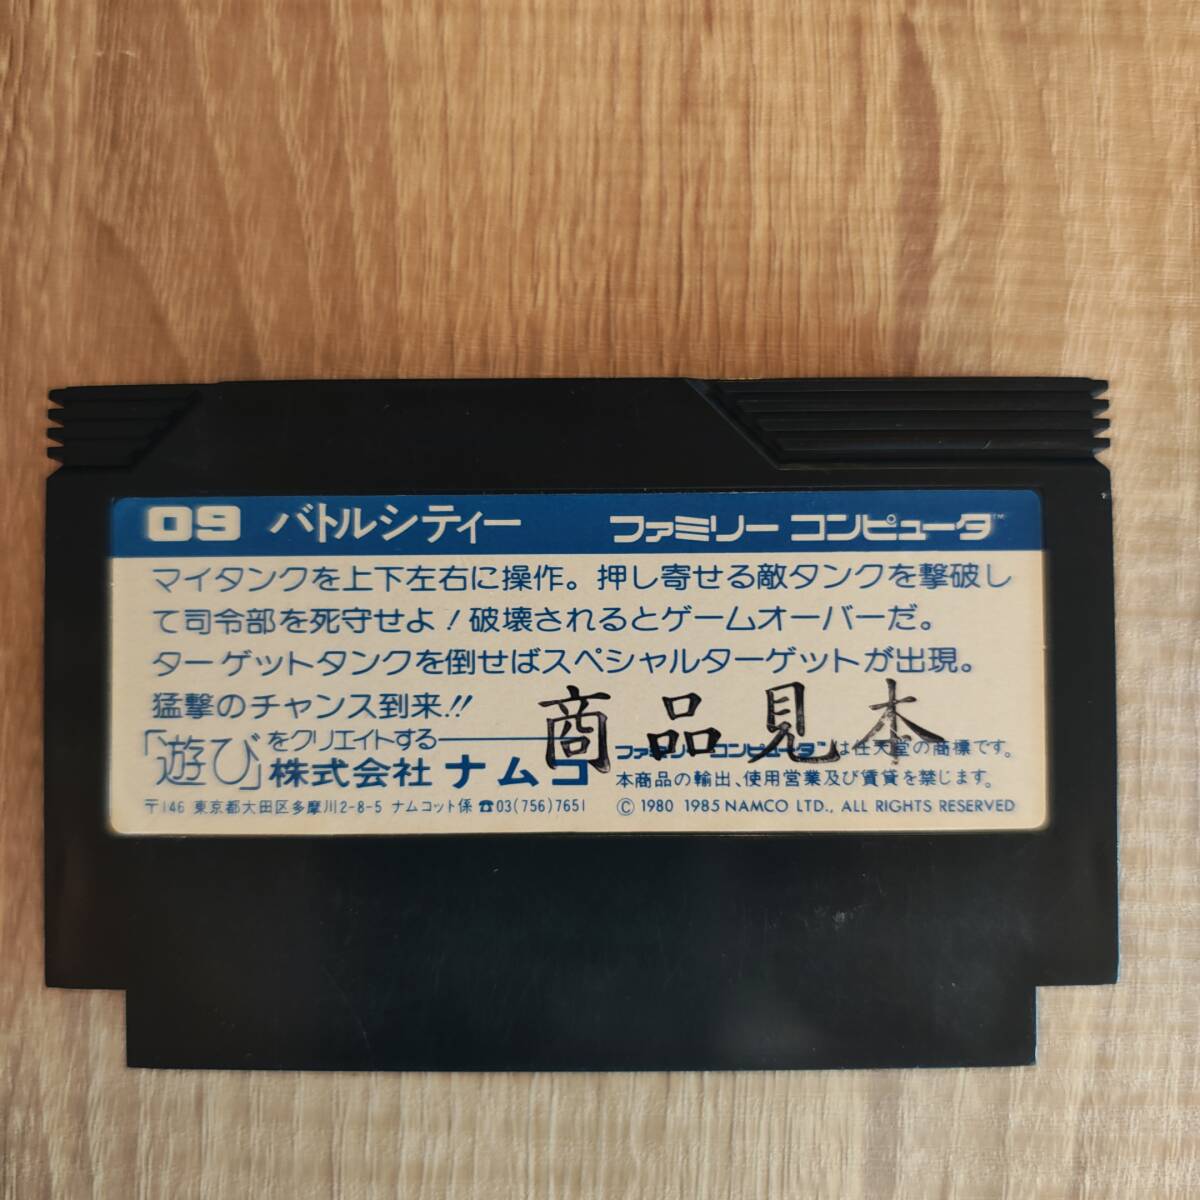 09 バトルシティー ファミリー コンピュータ™
マイタンクを上下左右に操作。押し寄せる敵タンクを撃破し
て司令部を死守せよ!破壊されるとゲームオーバーだ。
ターゲットタンクを倒せばスペシャルターゲットが出現。
猛撃のチャンス到来!!
商品見本
「遊び」をクリエイトする
株式会社ナムコ
ファミリーコンピュータ™は任天堂の商標です。
本商品の輸出、使用営業及び賃貸を禁じます。
〒146 東京都大田区多摩川2-8-5 ナムコット係 ☎03(756)7651
© 1980 1985 NAMCO LTD., ALL RIGHTS RESERVED